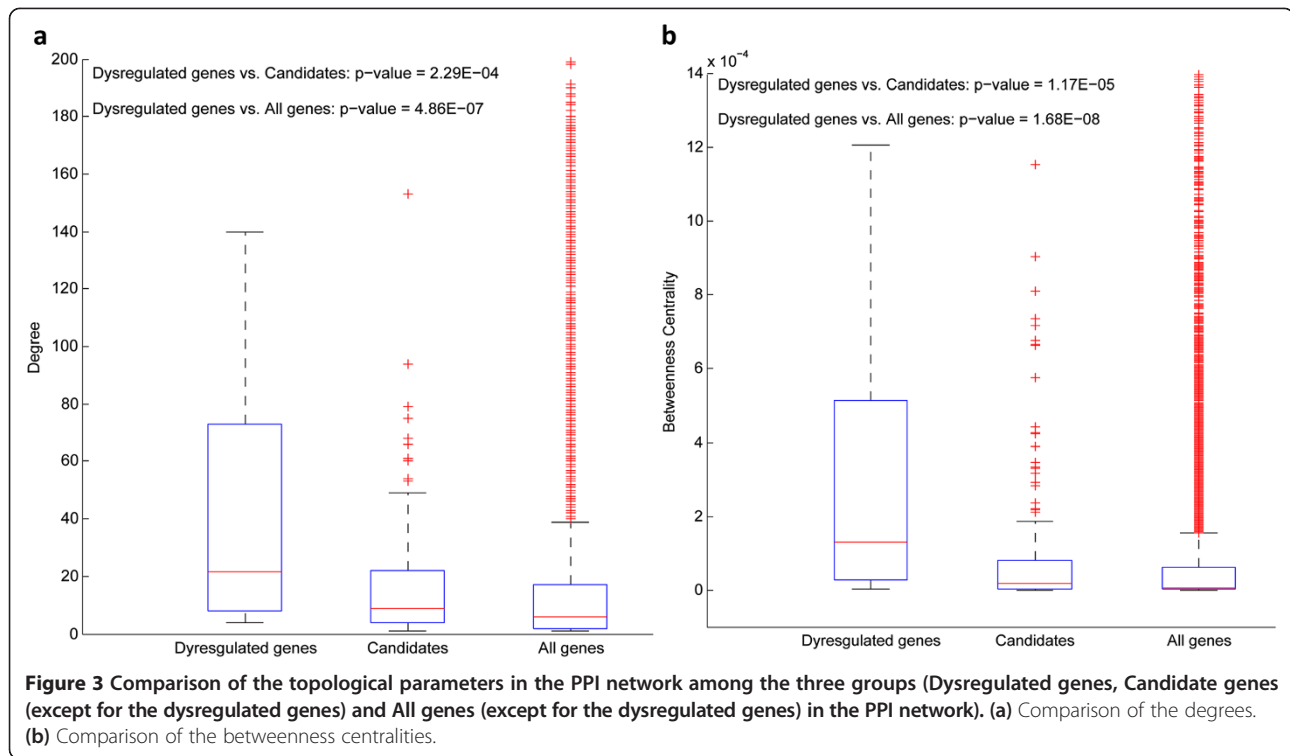 a
200
180
160
140
120
100
80
60
40
20
0
Degree
Dysregulated genes vs. Candidates: p−value = 2.29E−04
Dysregulated genes vs. All genes: p−value = 4.86E−07
Dyregulated genes Candidates All genes
b
x 10⁻⁴
14
12
10
8
6
4
2
0
Betweenness Centrality
Dysregulated genes vs. Candidates: p−value = 1.17E−05
Dysregulated genes vs. All genes: p−value = 1.68E−08
Dyregulated genes Candidates All genes
Figure 3 Comparison of the topological parameters in the PPI network among the three groups (Dysregulated genes, Candidate genes
(except for the dysregulated genes) and All genes (except for the dysregulated genes) in the PPI network). (a) Comparison of the degrees.
(b) Comparison of the betweenness centralities.